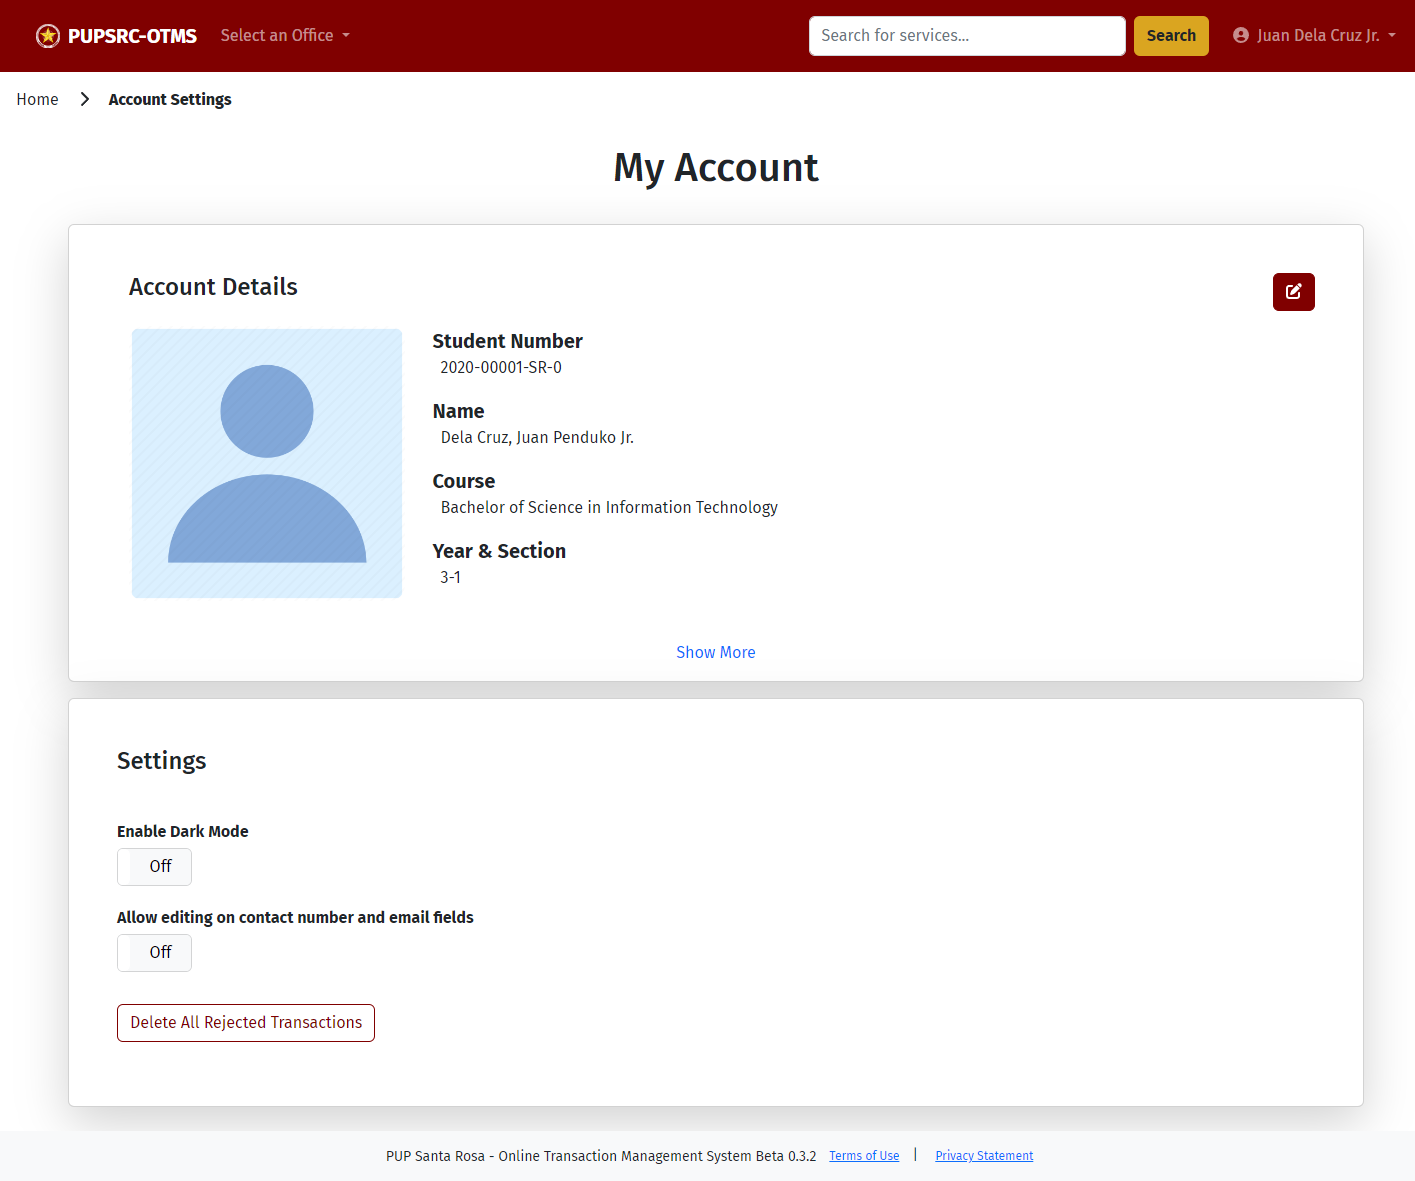 PUPSRC-OTMS
Select an Office
Search for services...
Search
Juan Dela Cruz Jr.
Home
Account Settings
My Account
Account Details
Student Number
2020-00001-SR-0
Name
Dela Cruz, Juan Penduko Jr.
Course
Bachelor of Science in Information Technology
Year & Section
3-1
Show More
Settings
Enable Dark Mode
Off
Allow editing on contact number and email fields
Off
Delete All Rejected Transactions
PUP Santa Rosa - Online Transaction Management System Beta 0.3.2 Terms of Use | Privacy Statement